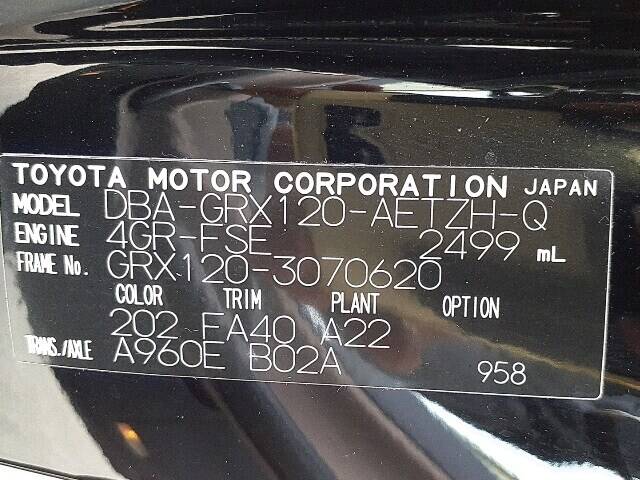 TOYOTA MOTOR CORPORATION JAPAN
MODEL DBA-GRX120-AETZH-Q
ENGINE 4GR-FSE 2499 mL
FRAME No. GRX120-3070620
COLOR TRIM PLANT OPTION
202 FA40 A22
TRANS./AXLE A960E B02A
958